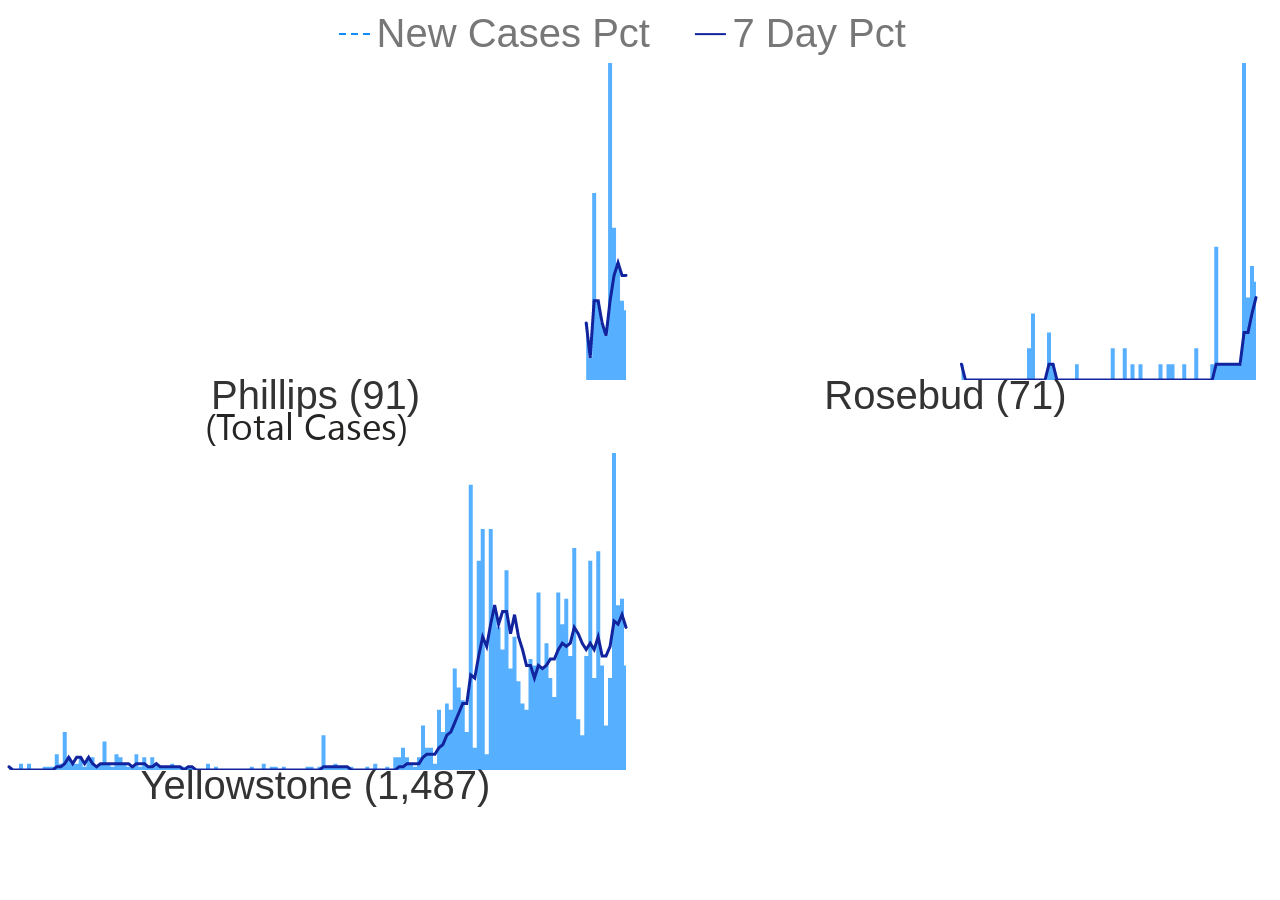 New Cases Pct 7 Day Pct
Phillips (91)
(Total Cases)
Rosebud (71)
Yellowstone (1,487)